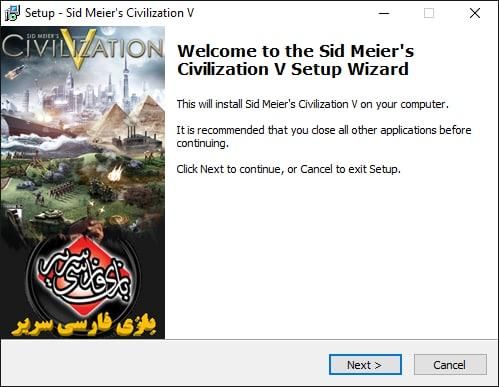 Setup - Sid Meier's Civilization V
SID MEIER'S
CIVILIZATION
V
Welcome to the Sid Meier's
Civilization V Setup Wizard
This will install Sid Meier's Civilization V on your computer.
It is recommended that you close all other applications before
continuing.
Click Next to continue, or Cancel to exit Setup.
بازی فارسی سریر
بازی فارسی سریر
Next >
Cancel